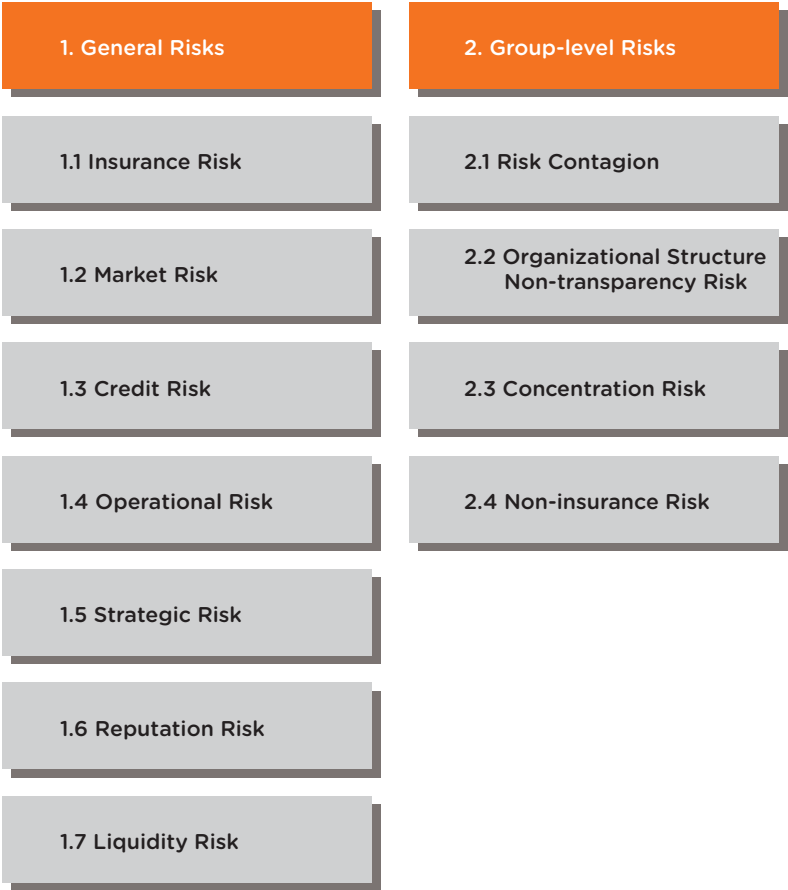 1. General Risks
1.1 Insurance Risk
1.2 Market Risk
1.3 Credit Risk
1.4 Operational Risk
1.5 Strategic Risk
1.6 Reputation Risk
1.7 Liquidity Risk
2. Group-level Risks
2.1 Risk Contagion
2.2 Organizational Structure
Non-transparency Risk
2.3 Concentration Risk
2.4 Non-insurance Risk